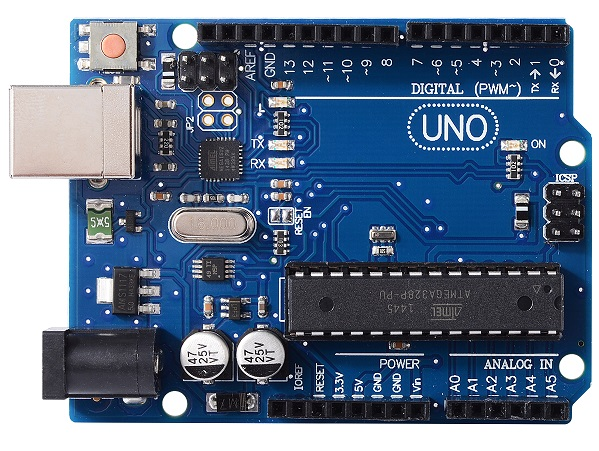 AREF
GND
13
12
~11
~10
~9
8
7
~6
~5
4
~3
2
TX→1
RX←0
DIGITAL (PWM~)
L
TX
RX
JP2
UNO
ON
ICSP
RESET
EN
ATMEL
ATMEGA328P-PU
1445
47
25V
VT
47
25V
VT
POWER
ANALOG IN
IOREF
RESET
3.3V
5V
GND
GND
Vin
A0
A1
A2
A3
A4
A5
M7